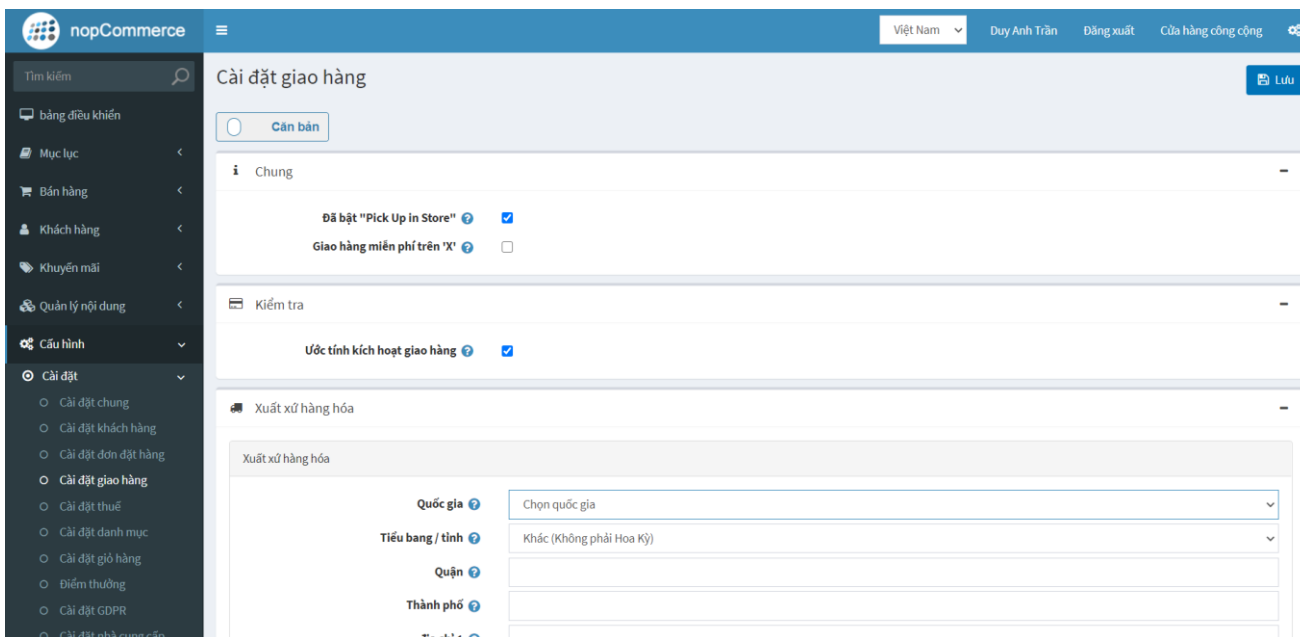 nopCommerce
Việt Nam
Duy Anh Trần
Đăng xuất
Cửa hàng công cộng
Tìm kiếm
Cài đặt giao hàng
Lưu
bảng điều khiển
Căn bản
Mục lục
Bán hàng
Khách hàng
Khuyến mãi
Quản lý nội dung
Cấu hình
Cài đặt
Cài đặt chung
Cài đặt khách hàng
Cài đặt đơn đặt hàng
Cài đặt giao hàng
Cài đặt thuế
Cài đặt danh mục
Cài đặt giỏ hàng
Điểm thưởng
Cài đặt GDPR
Cài đặt nhà cung cấp
Chung
Đã bật "Pick Up in Store"
Giao hàng miễn phí trên 'X'
Kiểm tra
Ước tính kích hoạt giao hàng
Xuất xứ hàng hóa
Xuất xứ hàng hóa
Quốc gia
Chọn quốc gia
Tiểu bang / tỉnh
Khác (Không phải Hoa Kỳ)
Quận
Thành phố